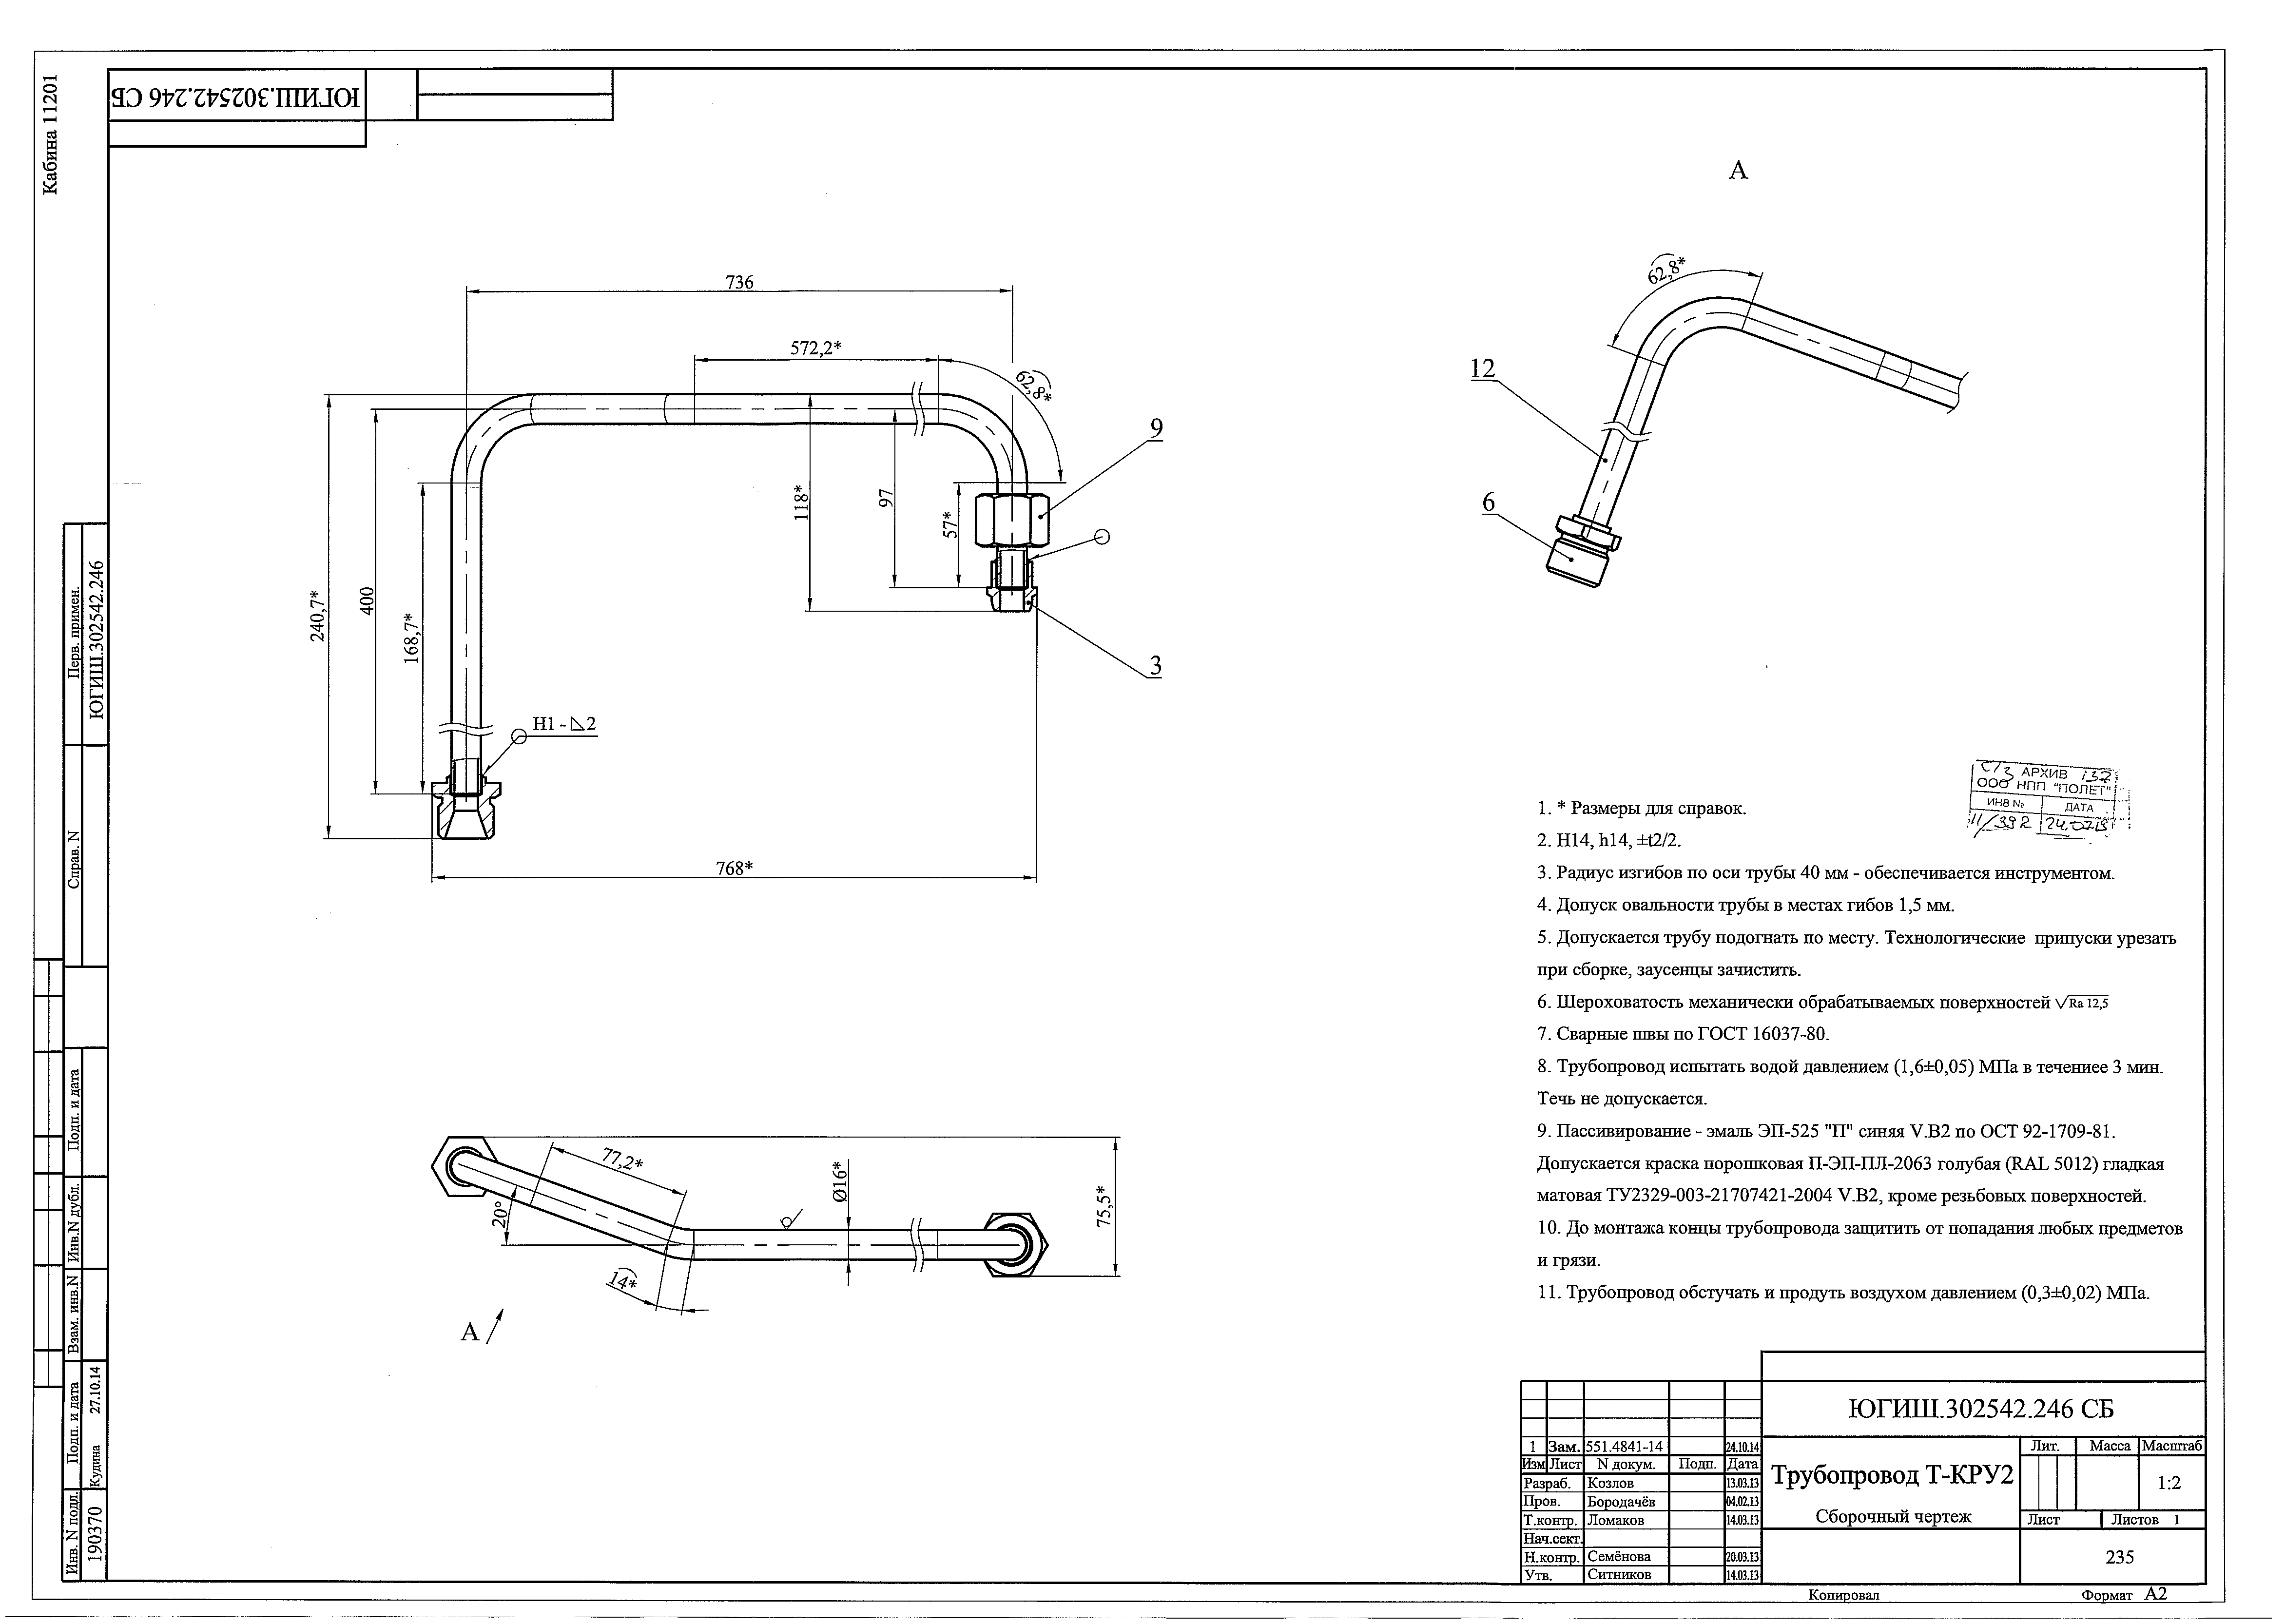 Кабина 11201
ЮГИШ.302542.246 СБ
А
736
572,2*
62,8*
240,7*
400
168,7*
118*
97
57*
9
3
Н1 - ◺2
768*
62,8*
12
6
77,2*
20°
14*
Ø16*
75,5*
А
Перв. примен.
ЮГИШ.302542.246
Справ. N
Подп. и дата
Инв.N дубл.
Взам. инв.N
Подп. и дата
Кудина 27.10.14
Инв. N подл.
190370
АРХИВ 132
ООО НПП "ПОЛЕТ"
ИНВ № ДАТА
11/392
1. * Размеры для справок.
2. Н14, h14, ±t2/2.
3. Радиус изгибов по оси трубы 40 мм - обеспечивается инструментом.
4. Допуск овальности трубы в местах гибов 1,5 мм.
5. Допускается трубу подогнать по месту. Технологические припуски урезать
при сборке, заусенцы зачистить.
6. Шероховатость механически обрабатываемых поверхностей √Ra 12,5
7. Сварные швы по ГОСТ 16037-80.
8. Трубопровод испытать водой давлением (1,6±0,05) МПа в течениее 3 мин.
Течь не допускается.
9. Пассивирование - эмаль ЭП-525 "П" синяя V.В2 по ОСТ 92-1709-81.
Допускается краска порошковая П-ЭП-ПЛ-2063 голубая (RAL 5012) гладкая
матовая ТУ2329-003-21707421-2004 V.В2, кроме резьбовых поверхностей.
10. До монтажа концы трубопровода защитить от попадания любых предметов
и грязи.
11. Трубопровод обстучать и продуть воздухом давлением (0,3±0,02) МПа.
ЮГИШ.302542.246 СБ
1 Зам. 551.4841-14 24.10.14
Изм Лист N докум. Подп. Дата
Разраб. Козлов 13.03.13
Пров. Бородачёв 04.02.13
Т.контр. Ломаков 14.03.13
Нач.сект.
Н.контр. Семёнова 20.03.13
Утв. Ситников 14.03.13
Трубопровод Т-КРУ2
Сборочный чертеж
Лит. Масса Масштаб
1:2
Лист Листов 1
235
Копировал Формат А2